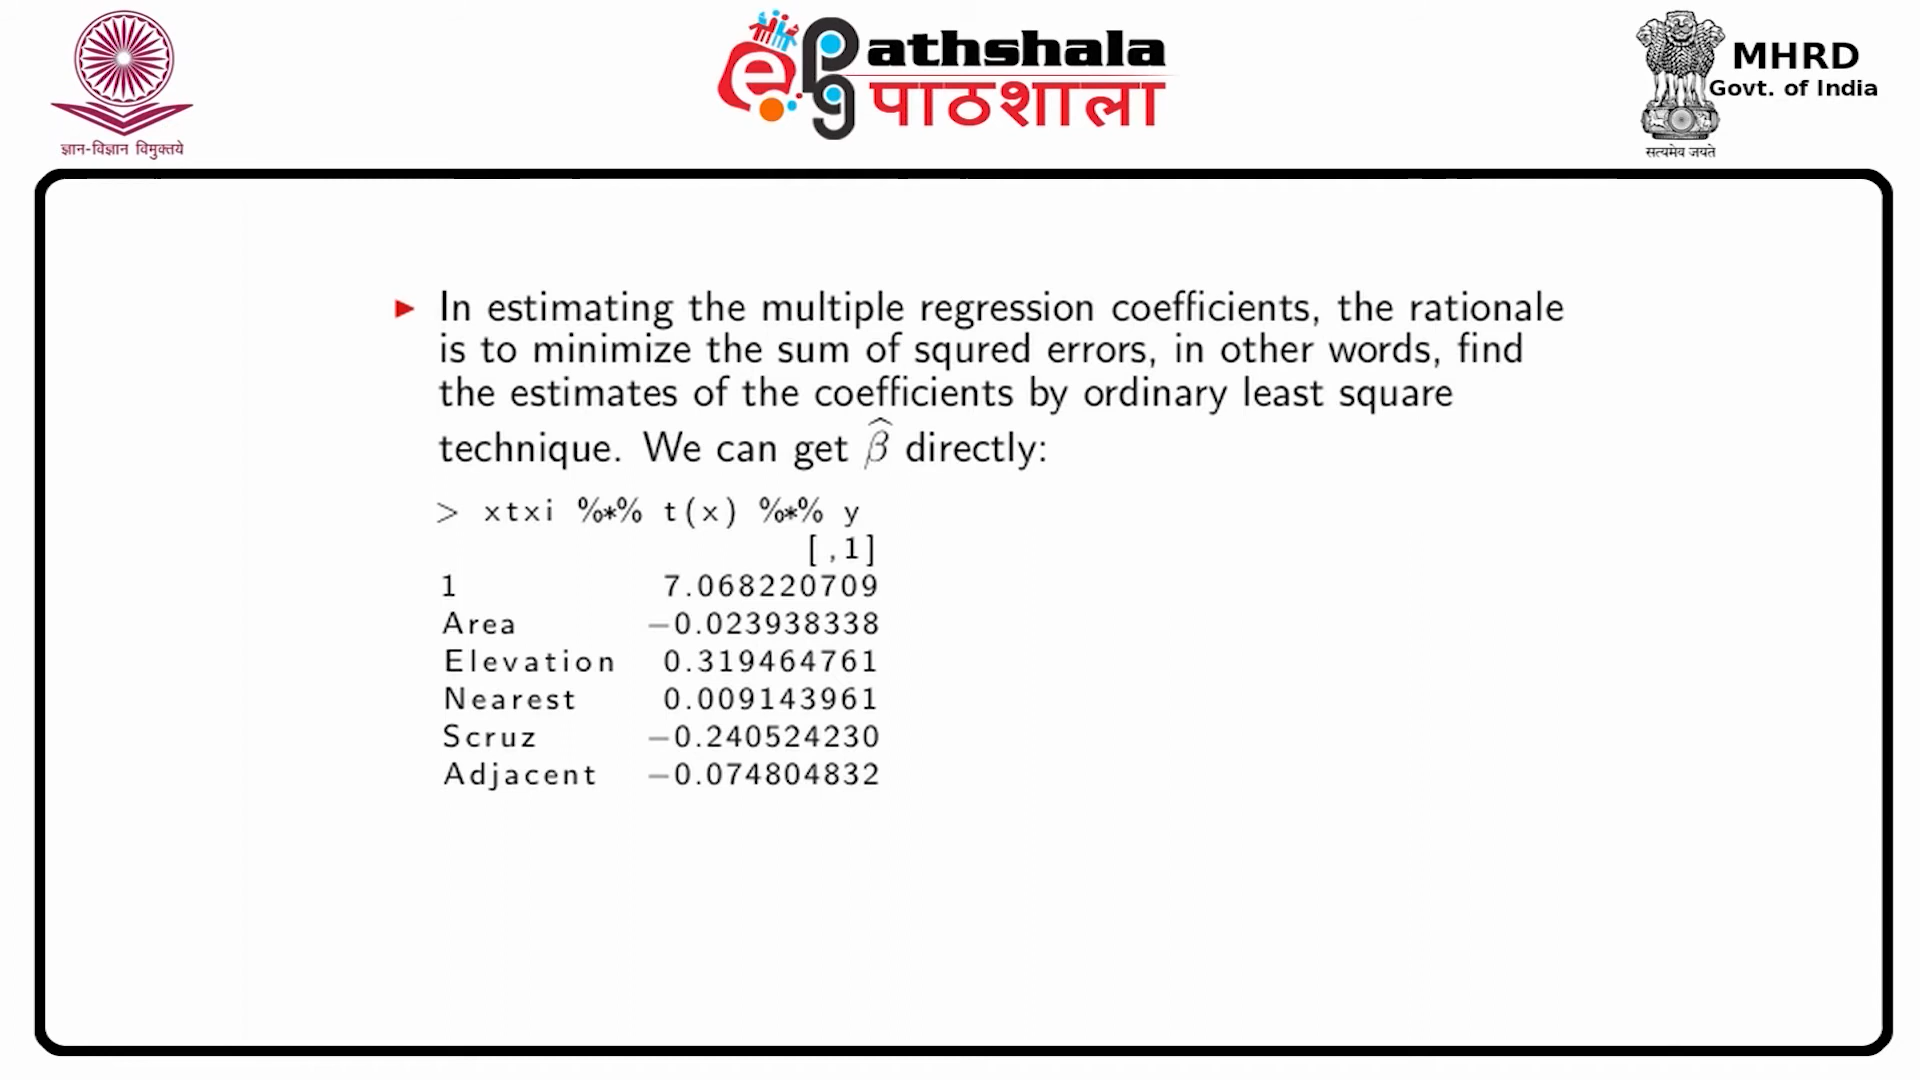 ज्ञान-विज्ञान विमुक्तये
ePG Pathshala
पाठशाला
MHRD
Govt. of India
सत्यमेव जयते
► In estimating the multiple regression coefficients, the rationale
is to minimize the sum of squred errors, in other words, find
the estimates of the coefficients by ordinary least square
technique. We can get β̂ directly:
> xtxi %*% t(x) %*% y
[,1]
1 7.068220709
Area −0.023938338
Elevation 0.319464761
Nearest 0.009143961
Scruz −0.240524230
Adjacent −0.074804832